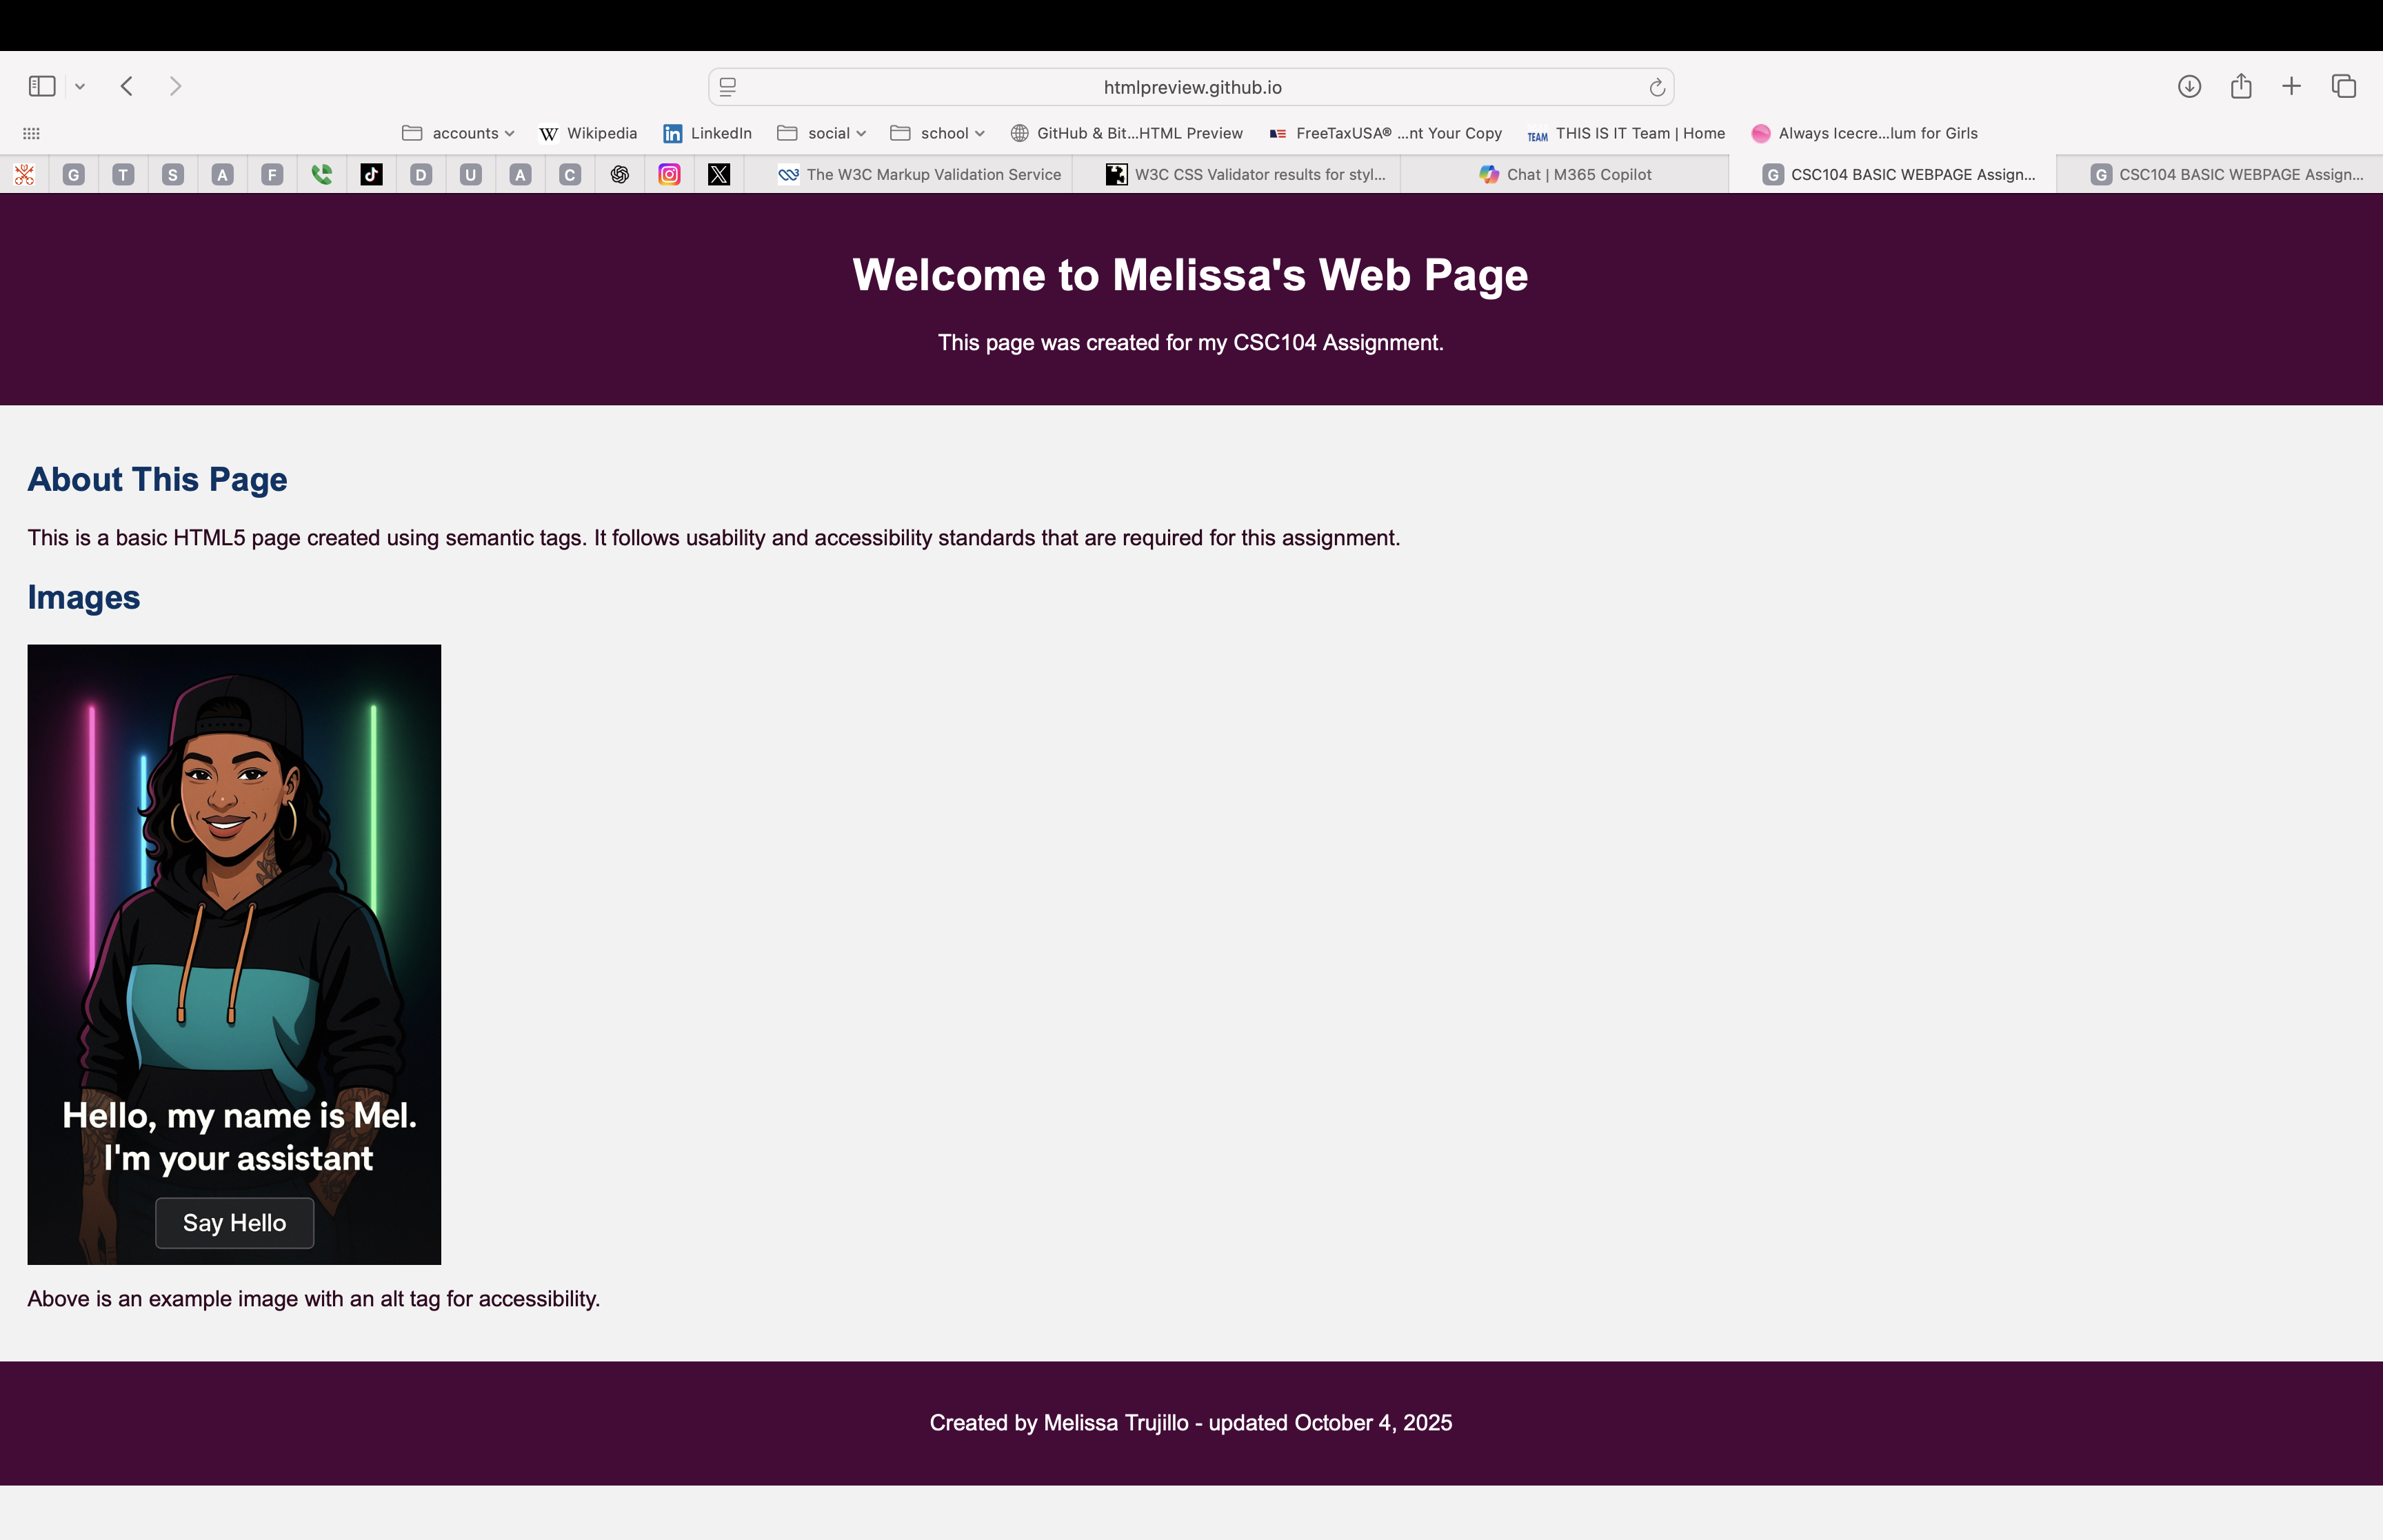 htmlpreview.github.io
accounts
Wikipedia
LinkedIn
social
school
GitHub & Bit...HTML Preview
FreeTaxUSA® ...nt Your Copy
TEAM
THIS IS IT Team | Home
Always Icecre...lum for Girls
G
T
S
A
F
D
U
A
C
The W3C Markup Validation Service
W3C CSS Validator results for styl...
Chat | M365 Copilot
G CSC104 BASIC WEBPAGE Assign...
G CSC104 BASIC WEBPAGE Assign...
Welcome to Melissa's Web Page
This page was created for my CSC104 Assignment.
About This Page
This is a basic HTML5 page created using semantic tags. It follows usability and accessibility standards that are required for this assignment.
Images
Hello, my name is Mel.
I'm your assistant
Say Hello
Above is an example image with an alt tag for accessibility.
Created by Melissa Trujillo - updated October 4, 2025